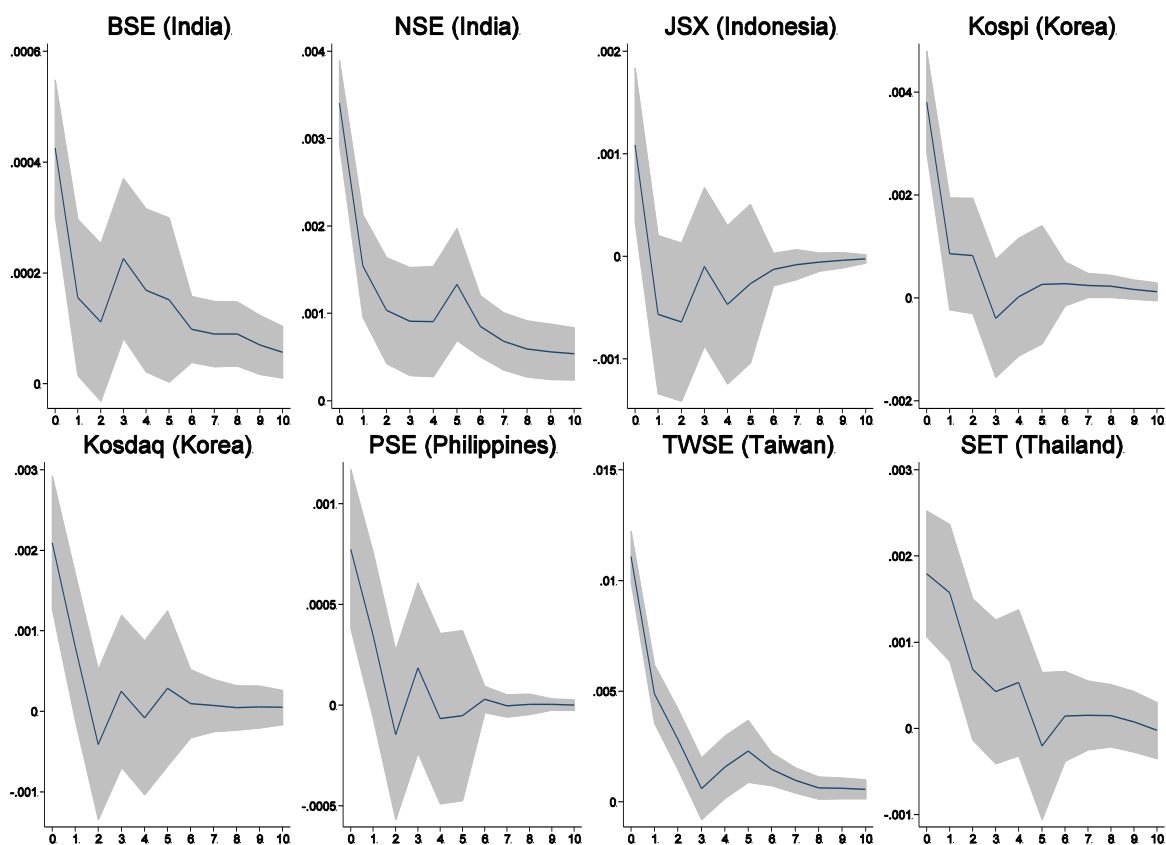 BSE (India)
.0006
.0004
.0002
0
0 1 2 3 4 5 6 7 8 9 10
NSE (India)
.004
.003
.002
.001
0
0 1 2 3 4 5 6 7 8 9 10
JSX (Indonesia)
.002
.001
0
-.001
0 1 2 3 4 5 6 7 8 9 10
Kospi (Korea)
.004
.002
0
-.002
0 1 2 3 4 5 6 7 8 9 10
Kosdaq (Korea)
.003
.002
.001
0
-.001
0 1 2 3 4 5 6 7 8 9 10
PSE (Philippines)
.001
.0005
0
-.0005
0 1 2 3 4 5 6 7 8 9 10
TWSE (Taiwan)
.015
.01
.005
0
0 1 2 3 4 5 6 7 8 9 10
SET (Thailand)
.003
.002
.001
0
-.001
0 1 2 3 4 5 6 7 8 9 10